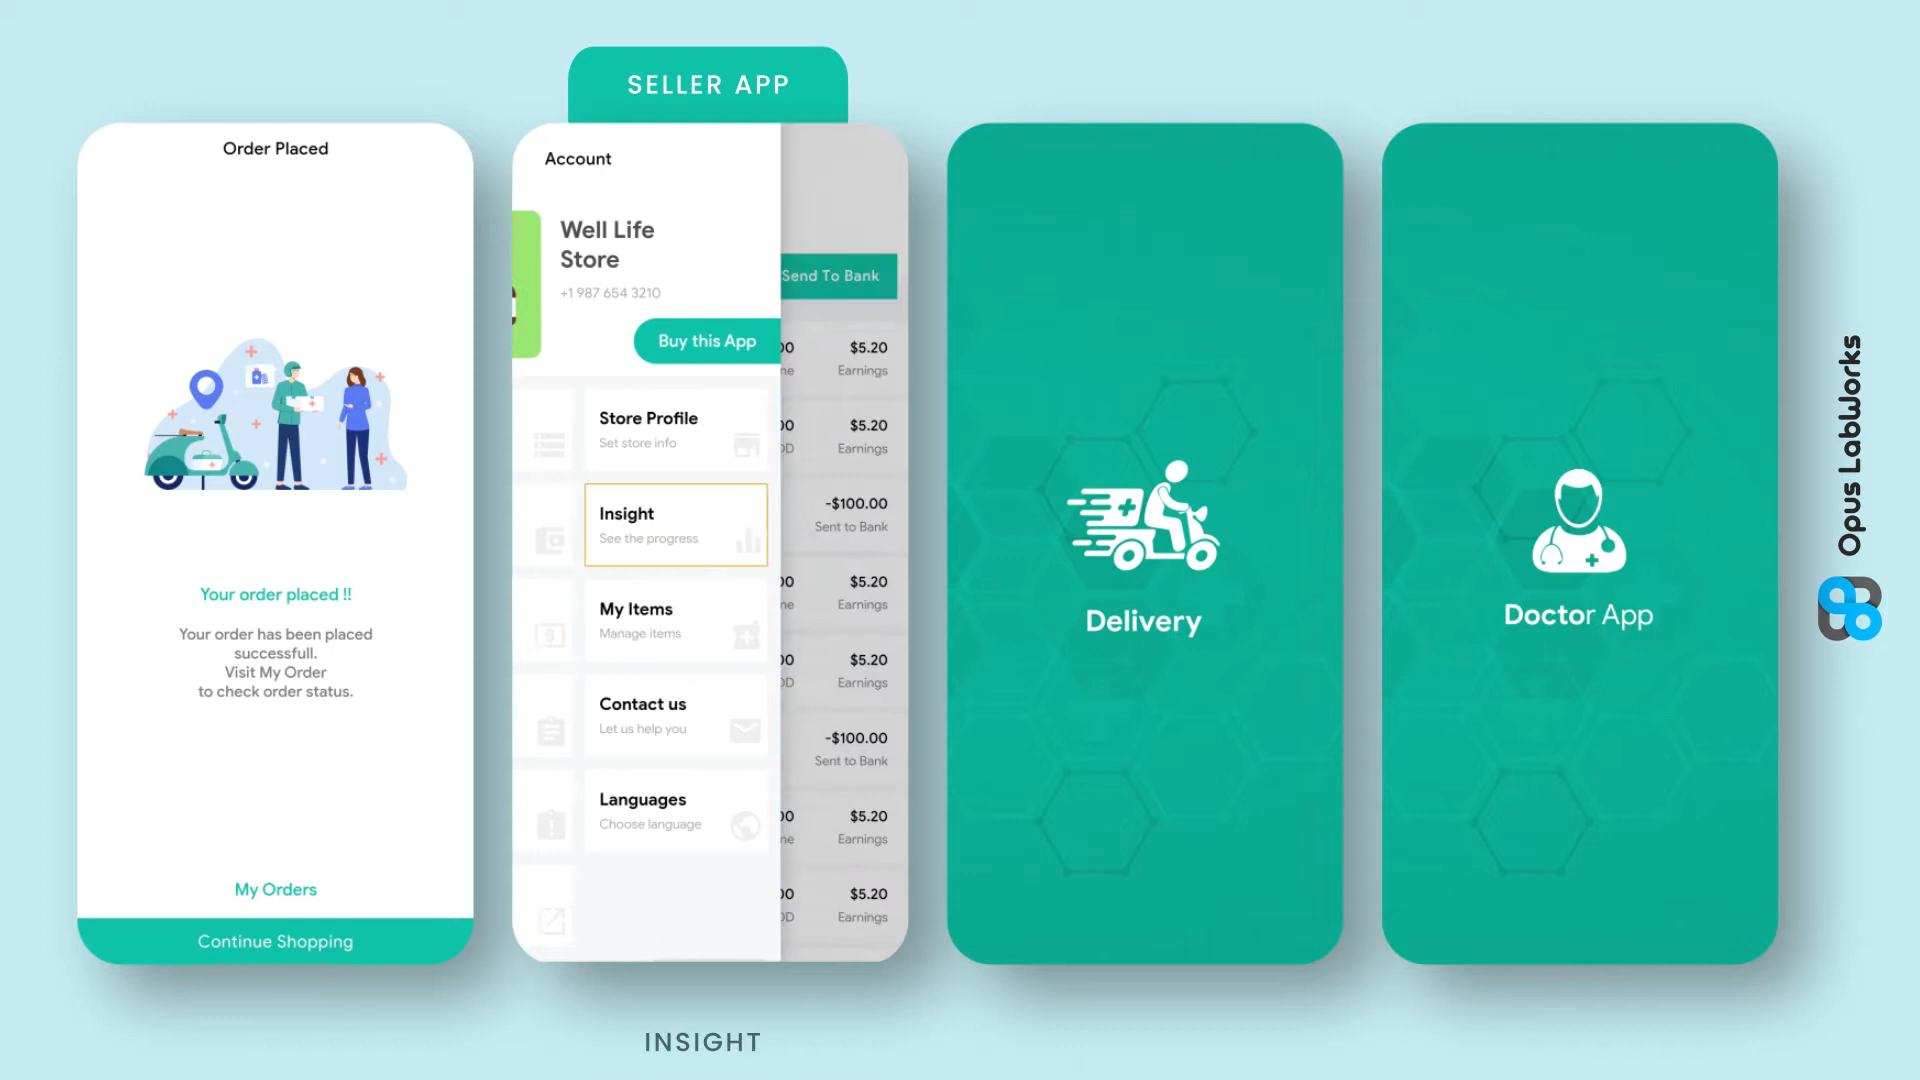 SELLER APP
Order Placed
Your order placed !!
Your order has been placed
successfull.
Visit My Order
to check order status.
My Orders
Continue Shopping
Account
Well Life
Store
+1 987 654 3210
Buy this App
Store Profile
Set store info
Insight
See the progress
My Items
Manage items
Contact us
Let us help you
Languages
Choose language
Send To Bank
$5.20
Earnings
$5.20
Earnings
-$100.00
Sent to Bank
$5.20
Earnings
$5.20
Earnings
-$100.00
Sent to Bank
$5.20
Earnings
$5.20
Earnings
INSIGHT
Delivery
Doctor App
Opus LabWorks